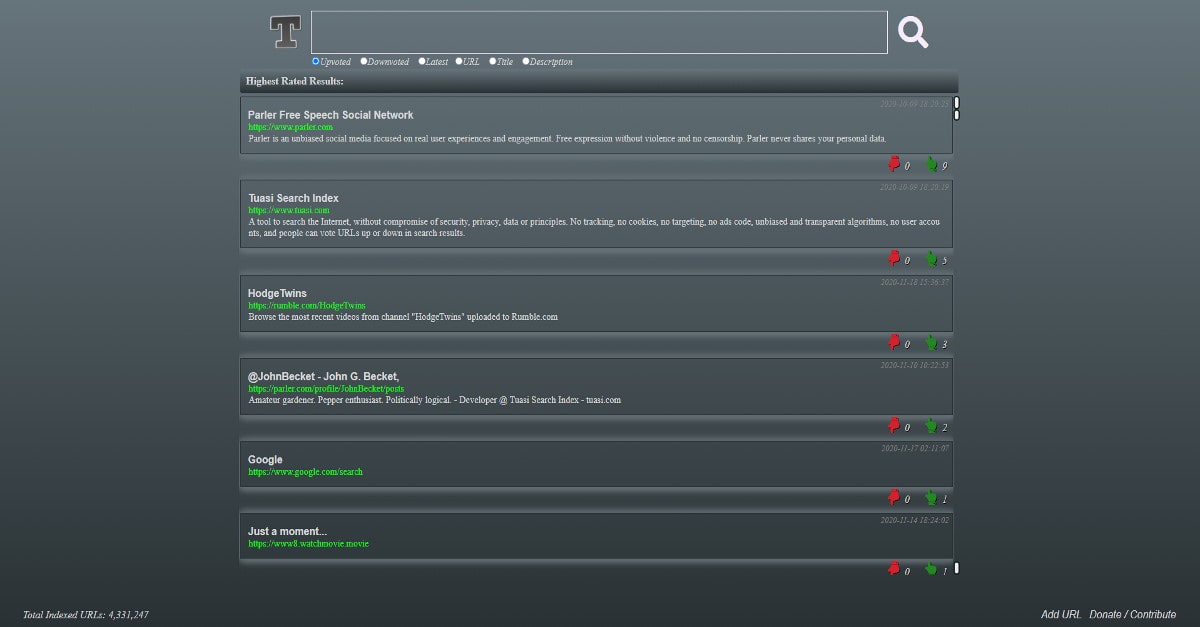 T
Upvoted Downvoted Latest URL Title Description
Highest Rated Results:
2020-10-09 18:20:25
Parler Free Speech Social Network
https://www.parler.com
Parler is an unbiased social media focused on real user experiences and engagement. Free expression without violence and no censorship. Parler never shares your personal data.
0 9
2020-10-09 18:20:19
Tuasi Search Index
https://www.tuasi.com
A tool to search the Internet, without compromise of security, privacy, data or principles. No tracking, no cookies, no targeting, no ads code, unbiased and transparent algorithms, no user accou
nts, and people can vote URLs up or down in search results.
0 5
2020-11-18 15:36:37
HodgeTwins
https://rumble.com/HodgeTwins
Browse the most recent videos from channel "HodgeTwins" uploaded to Rumble.com
0 3
2020-11-10 10:22:53
@JohnBecket - John G. Becket,
https://parler.com/profile/JohnBecket/posts
Amateur gardener. Pepper enthusiast. Politically logical. - Developer @ Tuasi Search Index - tuasi.com
0 2
2020-11-17 02:11:07
Google
https://www.google.com/search
0 1
2020-11-14 18:24:02
Just a moment...
https://www8.watchmovie.movie
0 1
Total Indexed URLs: 4,331,247
Add URL Donate / Contribute